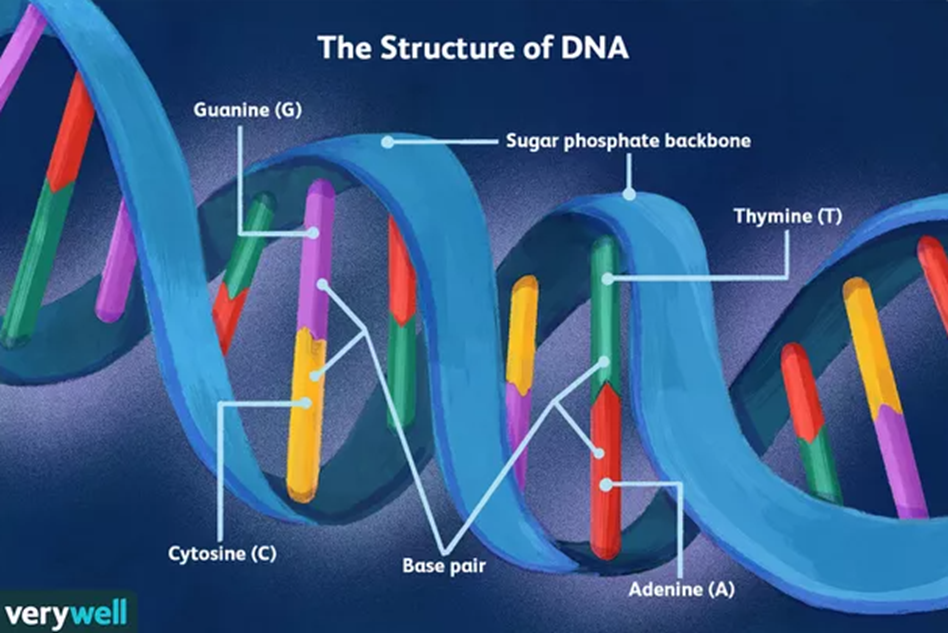 The Structure of DNA
Guanine (G)
Sugar phosphate backbone
Thymine (T)
Cytosine (C)
Base pair
Adenine (A)
verywell